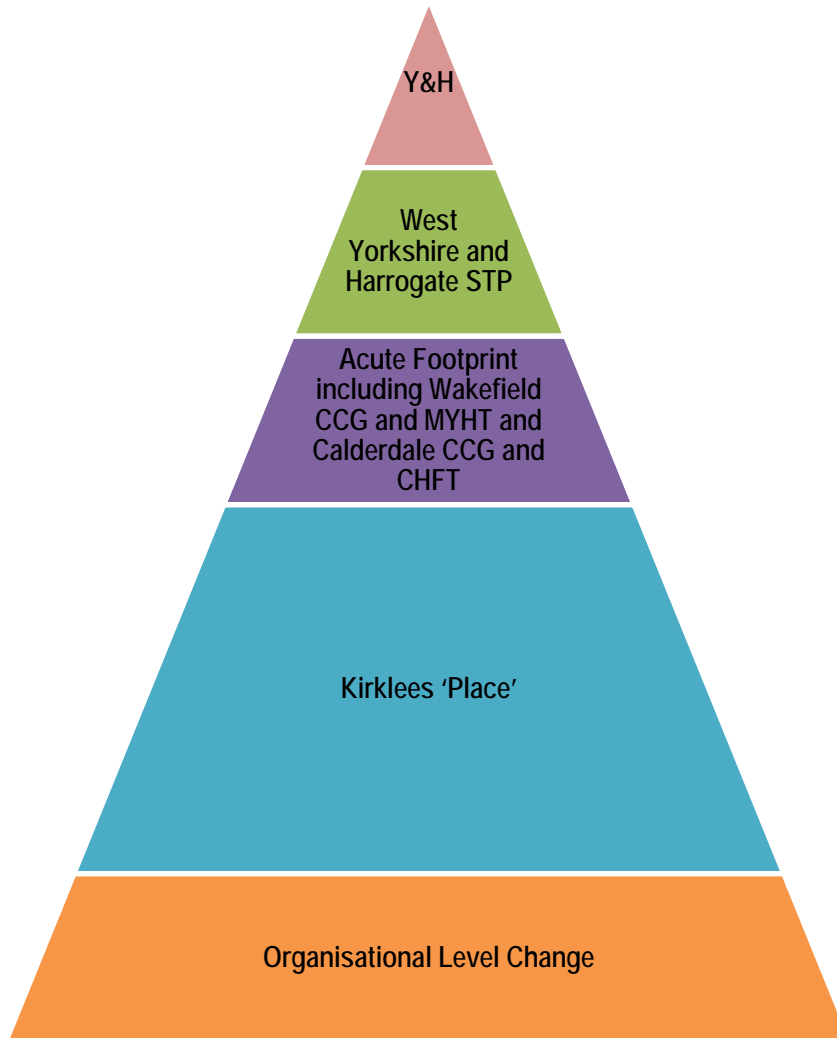 Y&H
West
Yorkshire and
Harrogate STP
Acute Footprint
including Wakefield
CCG and MYHT and
Calderdale CCG and
CHFT
Kirklees ‘Place’
Organisational Level Change